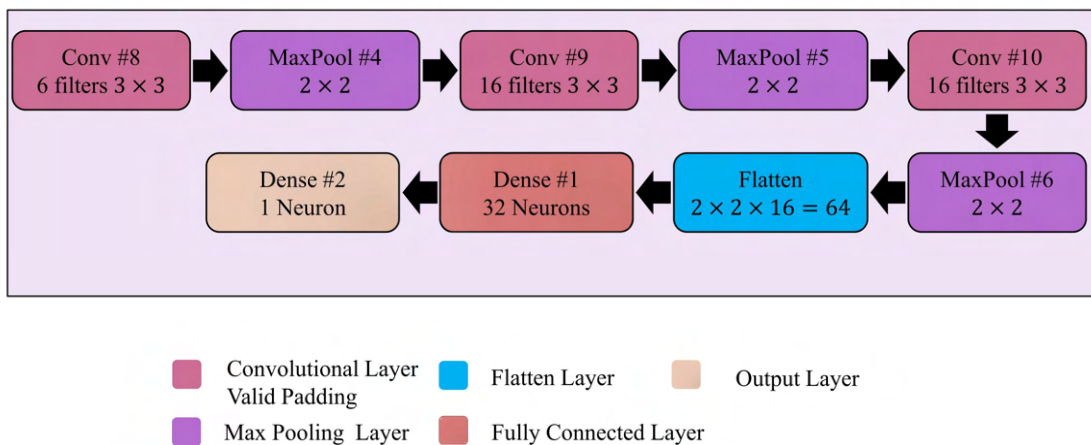 Conv #8
6 filters 3 × 3
MaxPool #4
2 × 2
Conv #9
16 filters 3 × 3
MaxPool #5
2 × 2
Conv #10
16 filters 3 × 3
Dense #2
1 Neuron
Dense #1
32 Neurons
Flatten
2 × 2 × 16 = 64
MaxPool #6
2 × 2
Convolutional Layer
Valid Padding
Flatten Layer
Output Layer
Max Pooling Layer
Fully Connected Layer